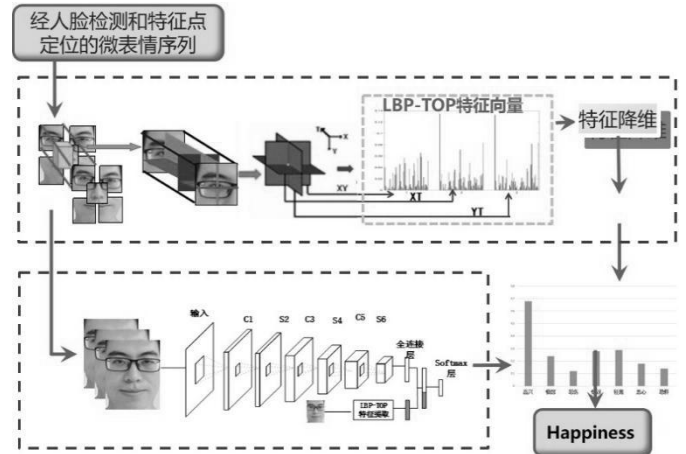 经人脸检测和特征点
定位的微表情序列
LBP-TOP特征向量
特征降维
T
X
Y
XY
XT
YT
输入
C1
S2
C3
S4
C5
S6
全连接
层
Softmax
层
LBP-TOP
特征提取
Happiness